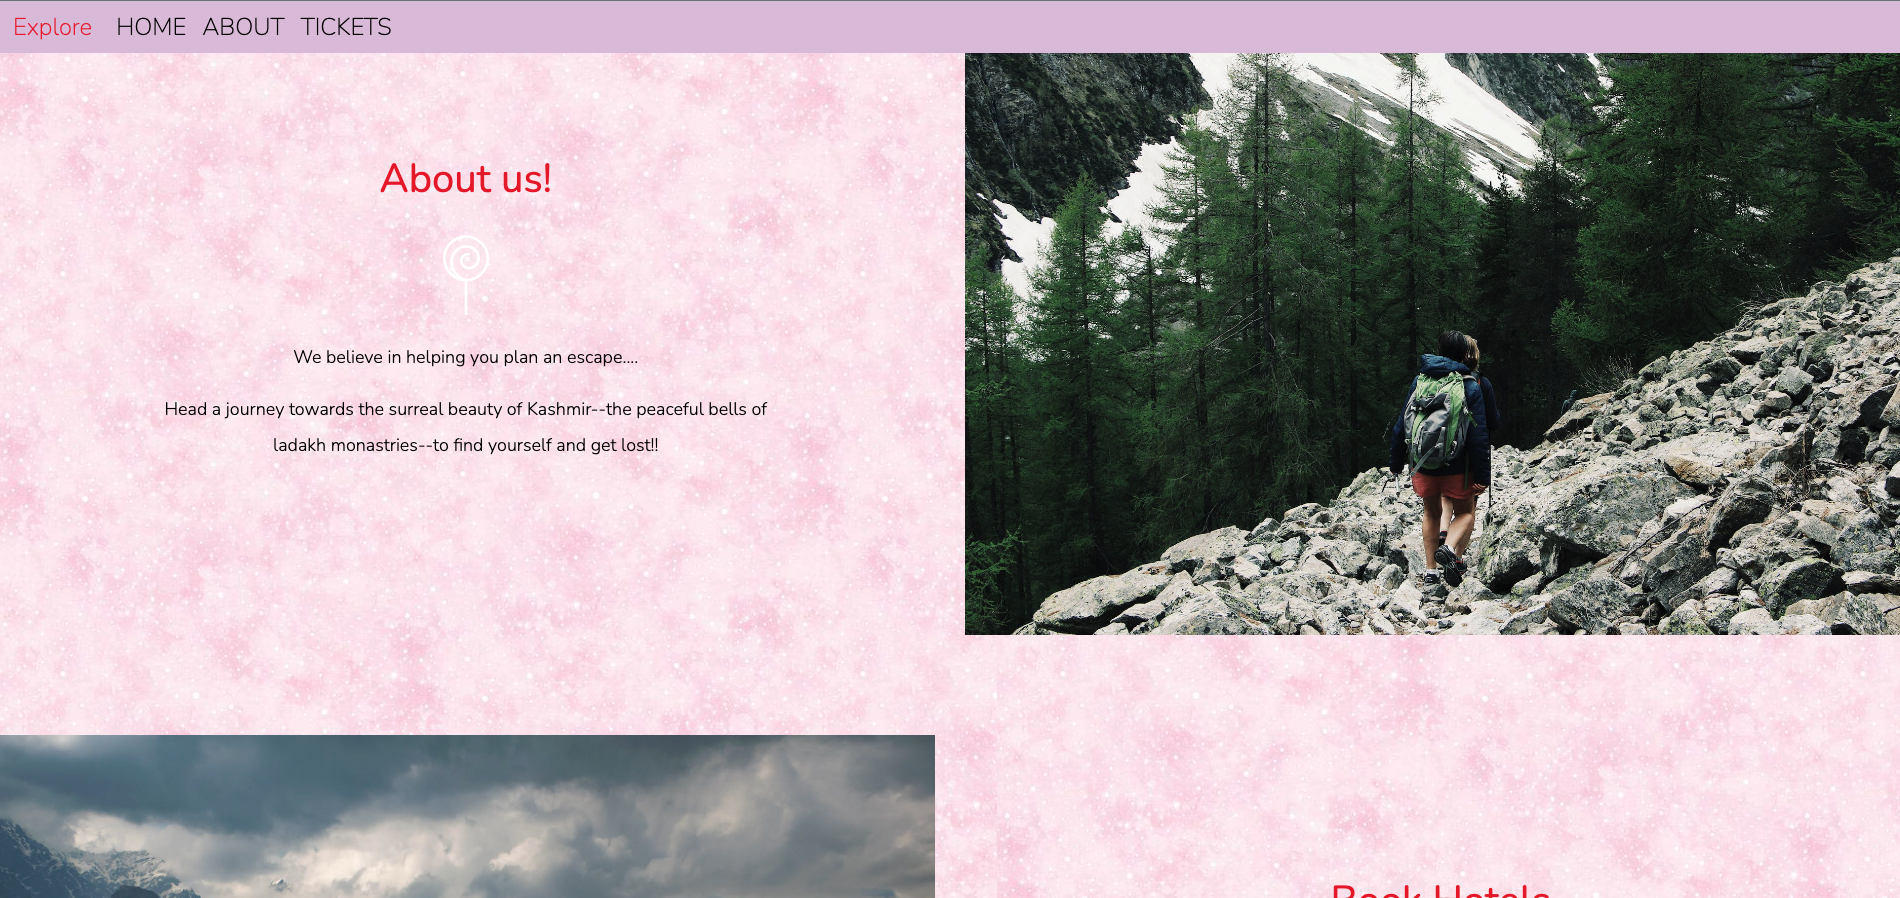 Explore HOME ABOUT TICKETS
About us!
We believe in helping you plan an escape....
Head a journey towards the surreal beauty of Kashmir--the peaceful bells of
ladakh monastries--to find yourself and get lost!!
Book Hotels